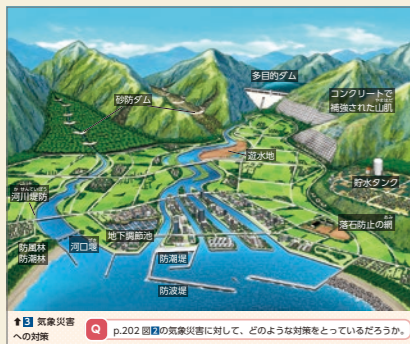 多目的ダム
コンクリートで
補強された山肌
砂防ダム
遊水地
貯水タンク
か せんていぼう
河川堤防
落石防止の網
地下調節池
防風林
防潮林
河口堰
防潮堤
防波堤
↑3 気象災害
への対策
Q p.202 図2の気象災害に対して、どのような対策をとっているだろうか。